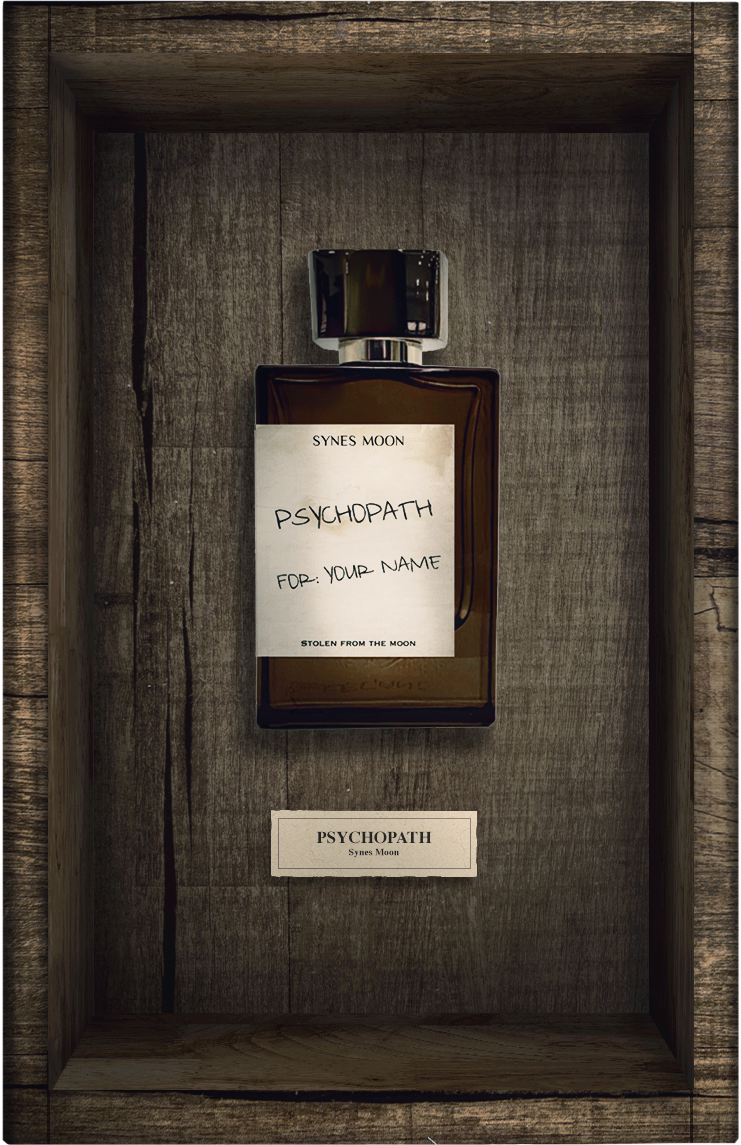 SYNES MOON
PSYCHOPATH
FOR: YOUR NAME
STOLEN FROM THE MOON
PSYCHOPATH
Synes Moon